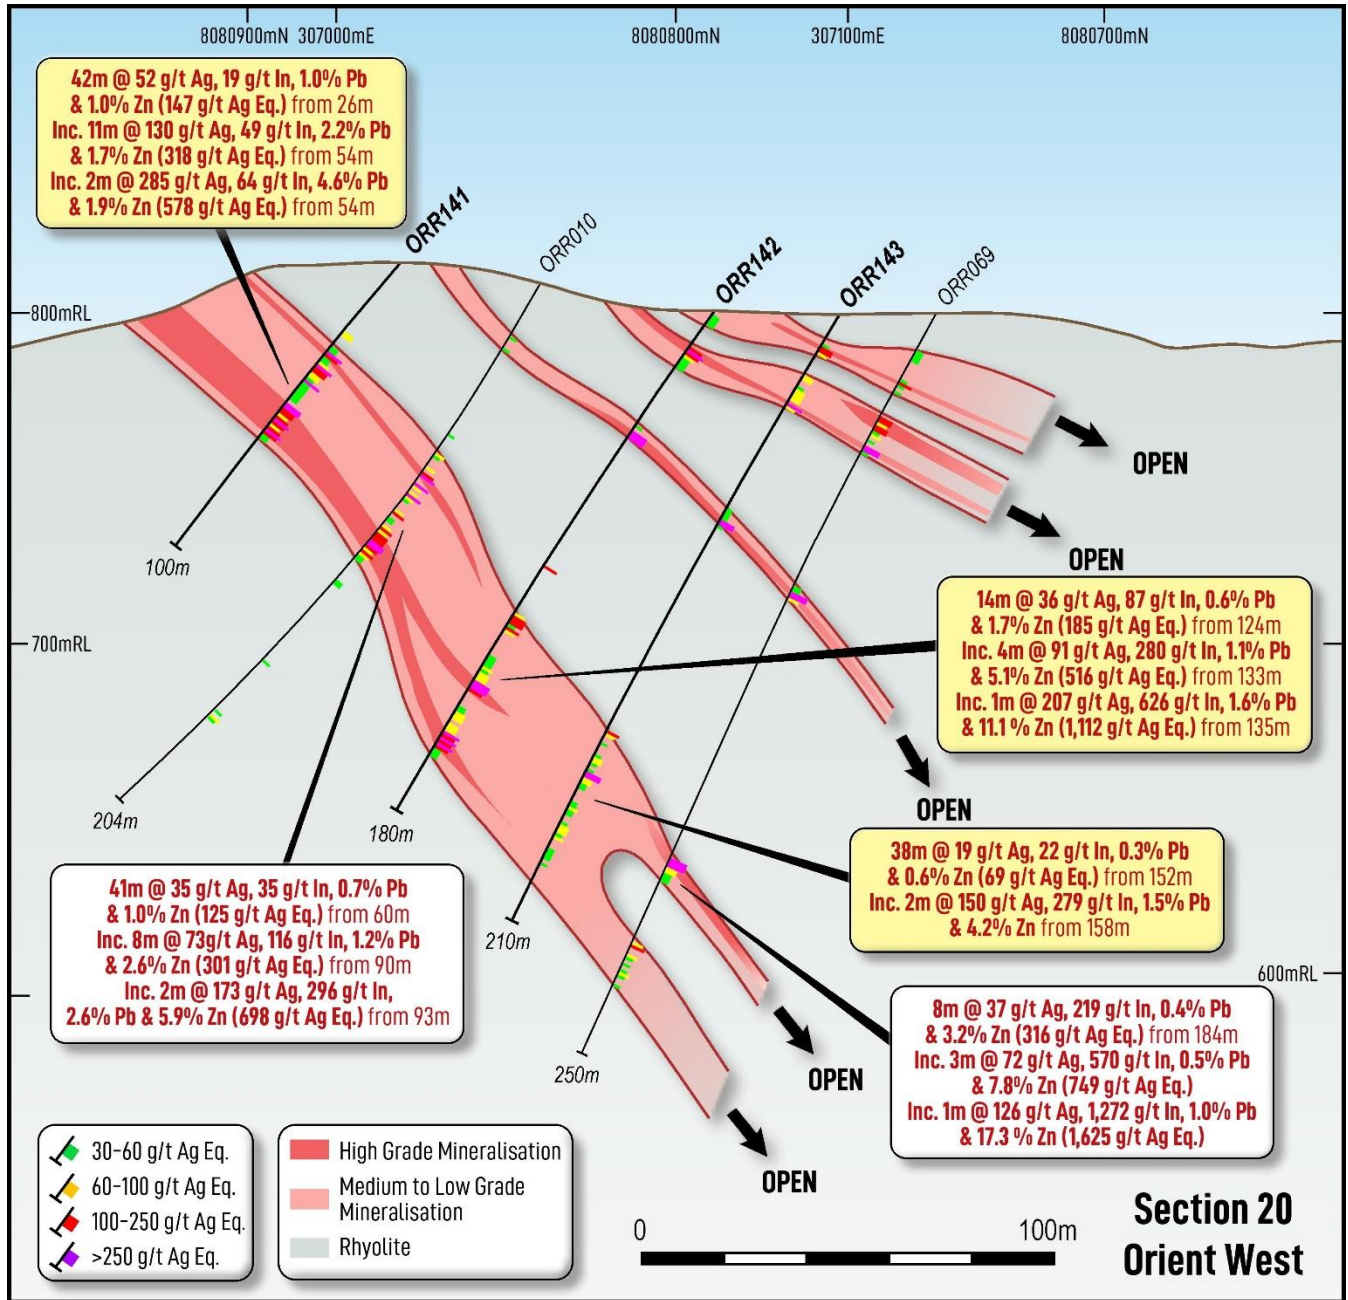 8080900mN 307000mE 8080800mN 307100mE 8080700mN
42m @ 52 g/t Ag, 19 g/t In, 1.0% Pb
& 1.0% Zn (147 g/t Ag Eq.) from 26m
Inc. 11m @ 130 g/t Ag, 49 g/t In, 2.2% Pb
& 1.7% Zn (318 g/t Ag Eq.) from 54m
Inc. 2m @ 285 g/t Ag, 64 g/t In, 4.6% Pb
& 1.9% Zn (578 g/t Ag Eq.) from 54m
ORR141
ORR010
ORR142
ORR143
ORR069
800mRL
OPEN
100m
OPEN
14m @ 36 g/t Ag, 87 g/t In, 0.6% Pb
& 1.7% Zn (185 g/t Ag Eq.) from 124m
Inc. 4m @ 91 g/t Ag, 280 g/t In, 1.1% Pb
& 5.1% Zn (516 g/t Ag Eq.) from 133m
Inc. 1m @ 207 g/t Ag, 626 g/t In, 1.6% Pb
& 11.1 % Zn (1,112 g/t Ag Eq.) from 135m
700mRL
OPEN
204m
180m
38m @ 19 g/t Ag, 22 g/t In, 0.3% Pb
& 0.6% Zn (69 g/t Ag Eq.) from 152m
Inc. 2m @ 150 g/t Ag, 279 g/t In, 1.5% Pb
& 4.2% Zn from 158m
41m @ 35 g/t Ag, 35 g/t In, 0.7% Pb
& 1.0% Zn (125 g/t Ag Eq.) from 60m
Inc. 8m @ 73g/t Ag, 116 g/t In, 1.2% Pb
& 2.6% Zn (301 g/t Ag Eq.) from 90m
Inc. 2m @ 173 g/t Ag, 296 g/t In,
2.6% Pb & 5.9% Zn (698 g/t Ag Eq.) from 93m
210m
600mRL
8m @ 37 g/t Ag, 219 g/t In, 0.4% Pb
& 3.2% Zn (316 g/t Ag Eq.) from 184m
Inc. 3m @ 72 g/t Ag, 570 g/t In, 0.5% Pb
& 7.8% Zn (749 g/t Ag Eq.)
Inc. 1m @ 126 g/t Ag, 1,272 g/t In, 1.0% Pb
& 17.3 % Zn (1,625 g/t Ag Eq.)
250m
OPEN
OPEN
30-60 g/t Ag Eq.
60-100 g/t Ag Eq.
100-250 g/t Ag Eq.
>250 g/t Ag Eq.
High Grade Mineralisation
Medium to Low Grade
Mineralisation
Rhyolite
0 100m
Section 20
Orient West